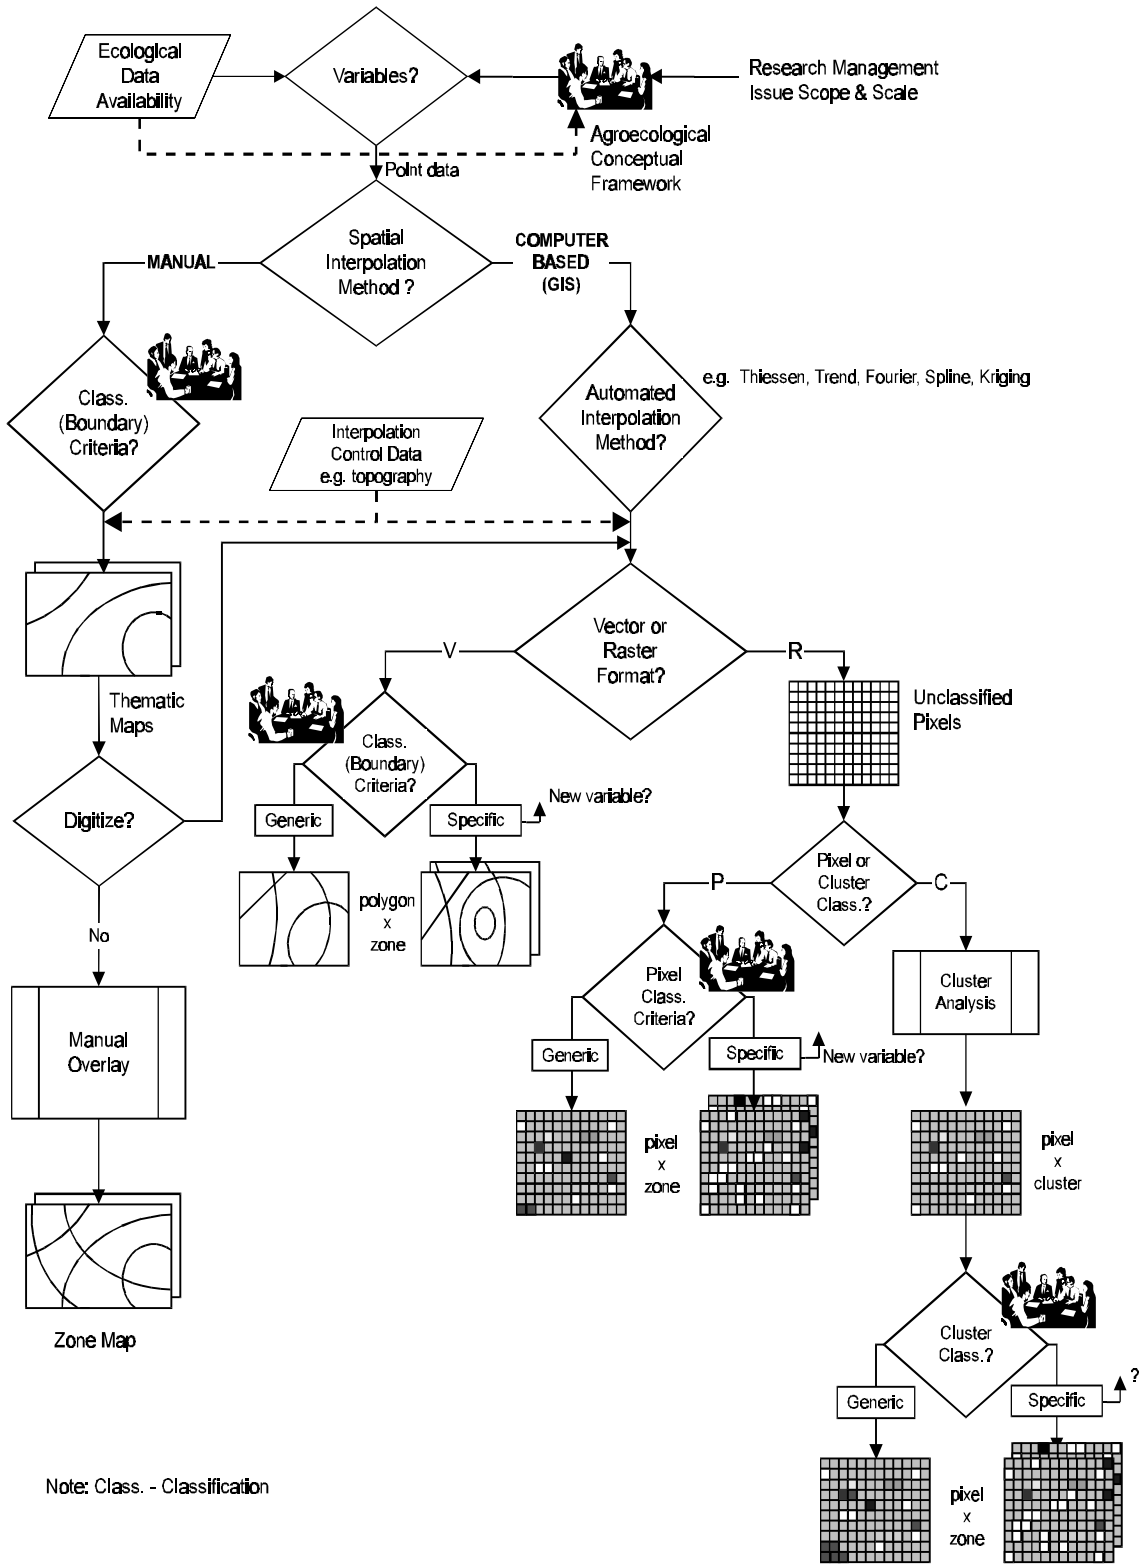 Ecological
Data
Availability
Variables?
Research Management
Issue Scope & Scale
Agroecological
Conceptual
Framework
Point data
Spatial
Interpolation
Method ?
MANUAL
COMPUTER
BASED
(GIS)
Class.
(Boundary)
Criteria?
Automated
Interpolation
Method?
e.g. Thiessen, Trend, Fourier, Spline, Kriging
Interpolation
Control Data
e.g. topography
Vector or
Raster
Format?
V
R
Thematic
Maps
Unclassified
Pixels
Class.
(Boundary)
Criteria?
Digitize?
Generic
Specific
New variable?
Pixel or
Cluster
Class.?
P
C
polygon
x
zone
No
Pixel
Class.
Criteria?
Cluster
Analysis
Manual
Overlay
Generic
Specific
New variable?
pixel
x
zone
pixel
x
cluster
Zone Map
Cluster
Class.?
Generic
Specific
?
pixel
x
zone
Note: Class. - Classification